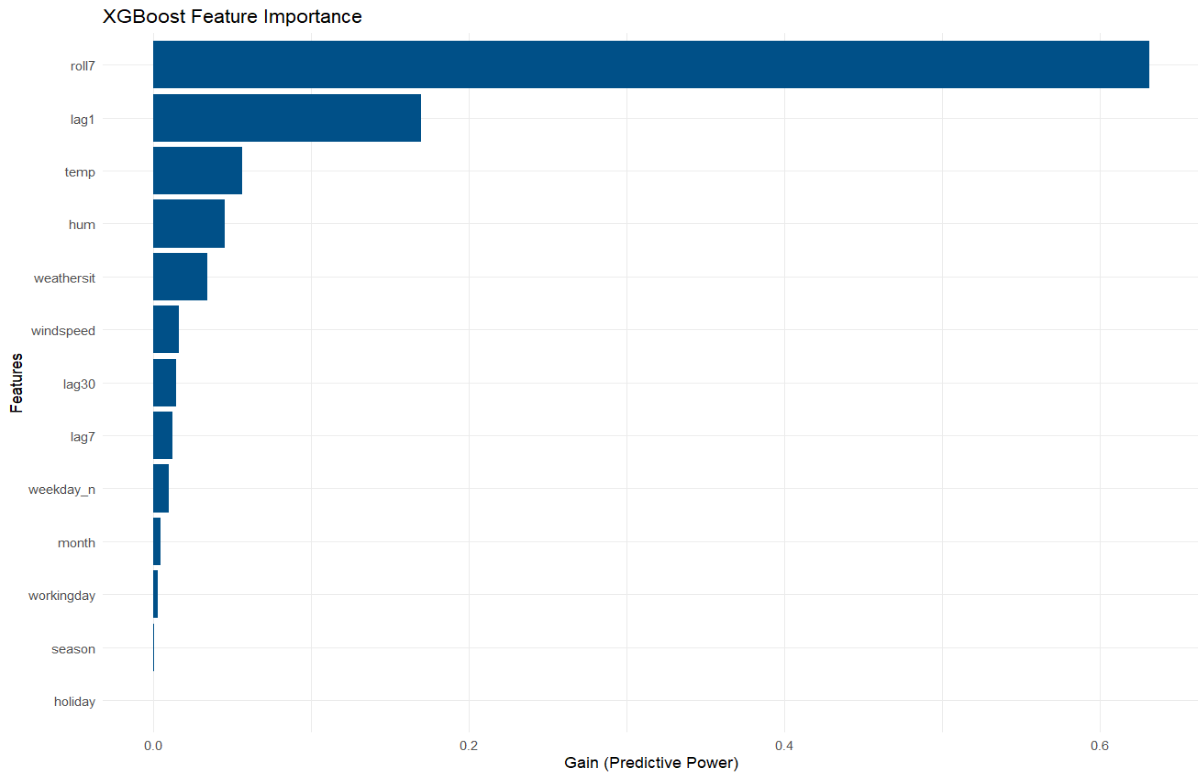 XGBoost Feature Importance
roll7
lag1
temp
hum
weathersit
windspeed
lag30
lag7
weekday_n
month
workingday
season
holiday
Features
0.0 0.2 0.4 0.6
Gain (Predictive Power)